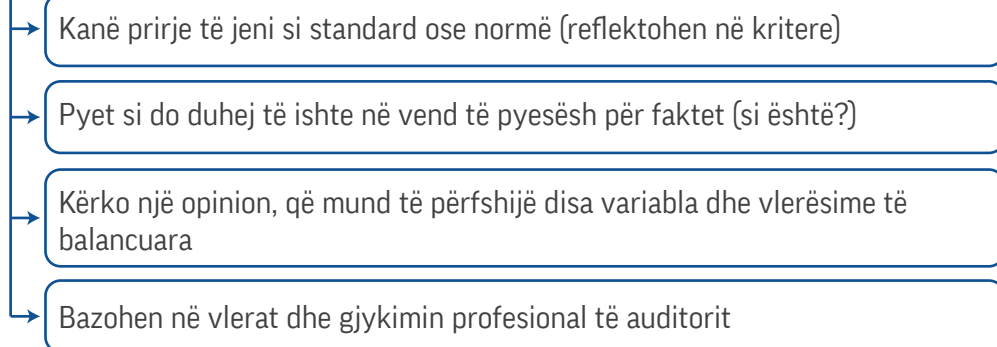 Kanë prirje të jeni si standard ose normë (reflektohen në kritere)
Pyet si do duhej të ishte në vend të pyesësh për faktet (si është?)
Kërko një opinion, që mund të përfshijë disa variabla dhe vlerësime të
balancuara
Bazohen në vlerat dhe gjykimin profesional të auditorit